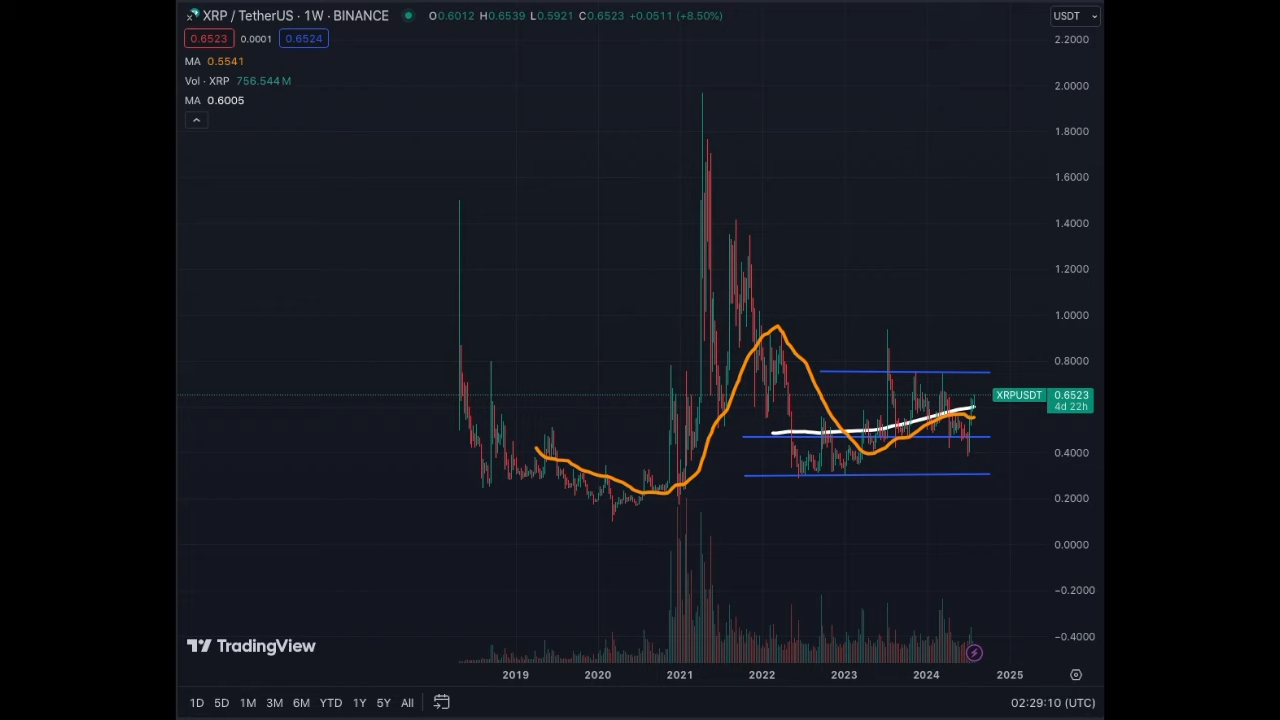 XRP / TetherUS · 1W · BINANCE O0.6012 H0.6539 L0.5921 C0.6523 +0.0511 (+8.50%)
USDT
0.6523 0.0001 0.6524
MA 0.5541
Vol · XRP 756.544 M
MA 0.6005
2.2000
2.0000
1.8000
1.6000
1.4000
1.2000
1.0000
0.8000
XRPUSDT 0.6523
4d 22h
0.4000
0.2000
0.0000
−0.2000
−0.4000
TradingView
2019 2020 2021 2022 2023 2024 2025
1D 5D 1M 3M 6M YTD 1Y 5Y All 02:29:10 (UTC)